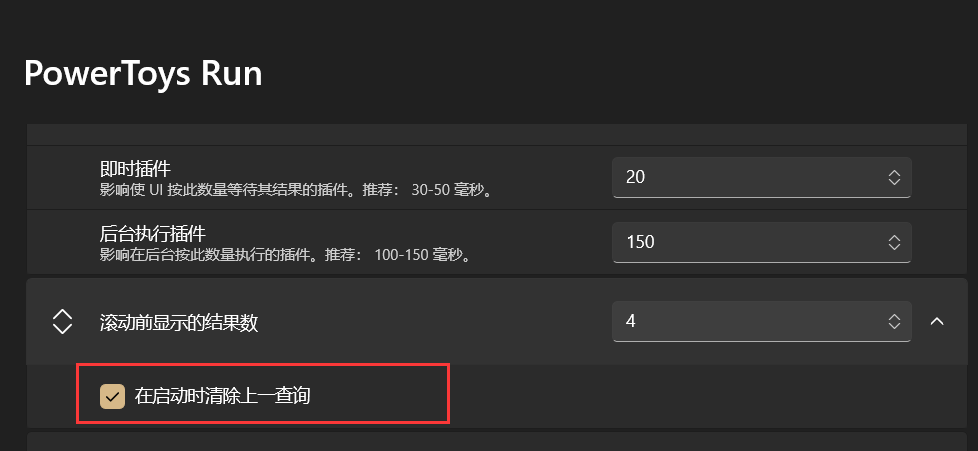 PowerToys Run
即时插件
影响使 UI 按此数量等待其结果的插件。推荐： 30-50 毫秒。
20
后台执行插件
影响在后台按此数量执行的插件。推荐： 100-150 毫秒。
150
滚动前显示的结果数
4
在启动时清除上一查询